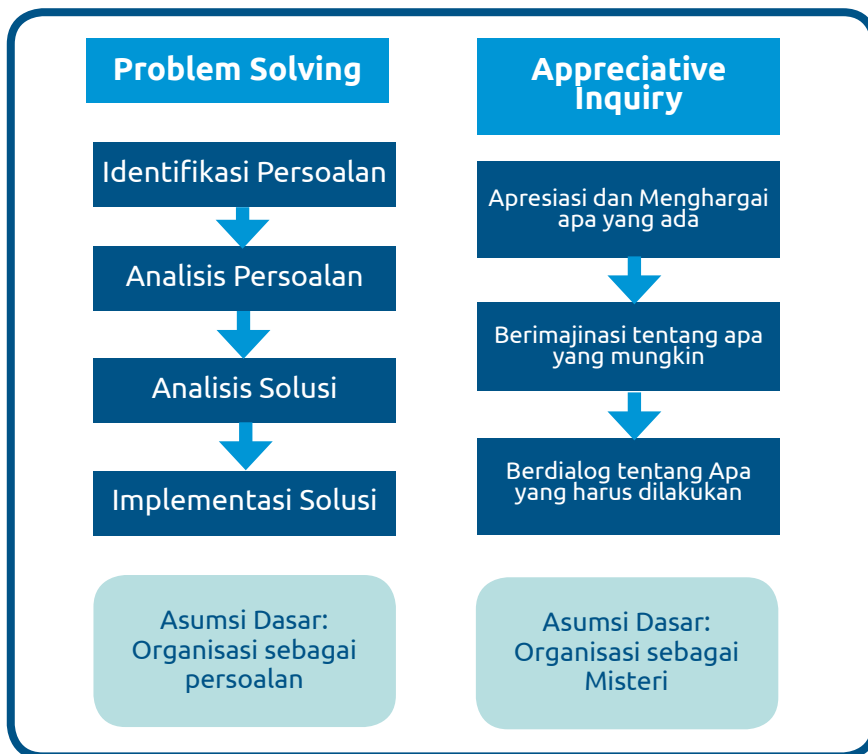 Problem Solving
Identifikasi Persoalan
Analisis Persoalan
Analisis Solusi
Implementasi Solusi
Asumsi Dasar:
Organisasi sebagai
persoalan
Appreciative
Inquiry
Apresiasi dan Menghargai
apa yang ada
Berimajinasi tentang apa
yang mungkin
Berdialog tentang Apa
yang harus dilakukan
Asumsi Dasar:
Organisasi sebagai
Misteri